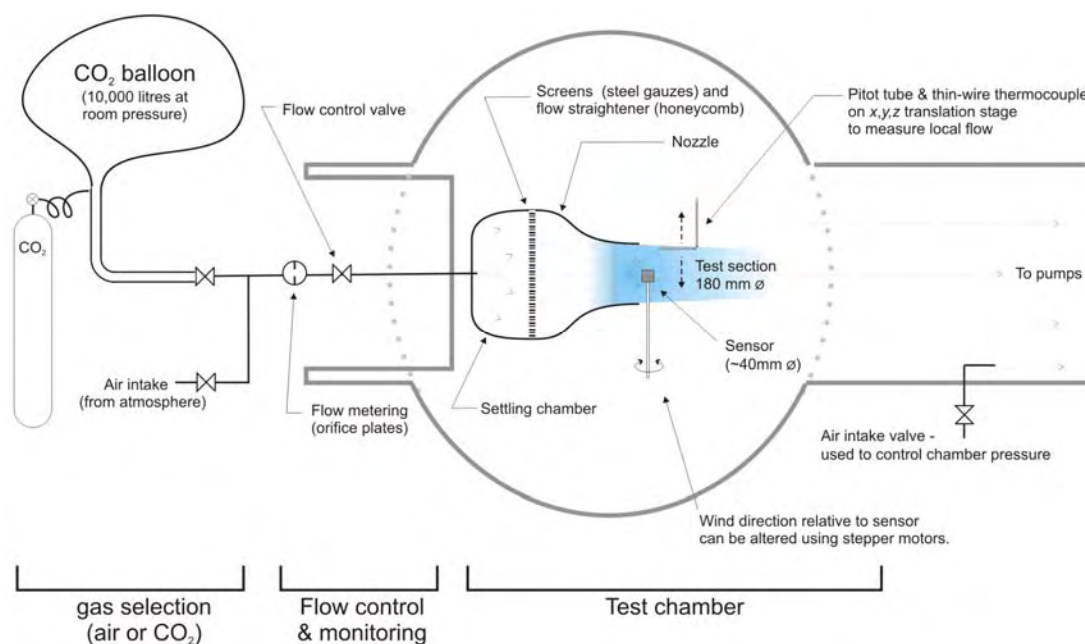 CO₂ balloon
(10,000 litres at
room pressure)
Flow control valve
Screens (steel gauzes) and
flow straightener (honeycomb)
Nozzle
Pitot tube & thin-wire thermocouple
on x,y,z translation stage
to measure local flow
CO₂
Test section
180 mm ø
To pumps
Sensor
(~40mm ø)
Air intake
(from atmosphere)
Flow metering
(orifice plates)
Settling chamber
Air intake valve -
used to control chamber pressure
Wind direction relative to sensor
can be altered using stepper motors.
gas selection
(air or CO₂)
Flow control
& monitoring
Test chamber